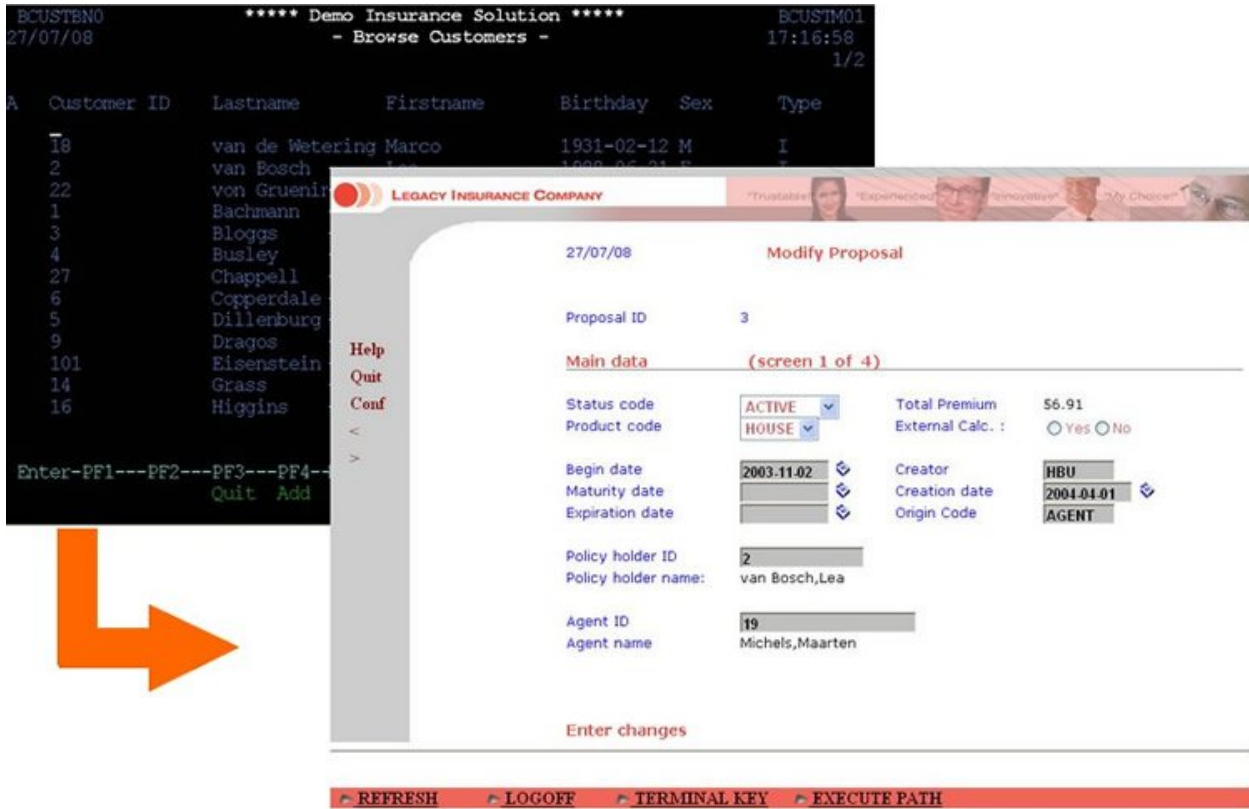 BCUSTBN0 ***** Demo Insurance Solution ***** BCUSTM01
27/07/08 - Browse Customers - 17:16:58
1/2
A Customer ID Lastname Firstname Birthday Sex Type
18 van de Wetering Marco 1931-02-12 M I
2 van Bosch
22 von Gruenin
1 Bachmann
3 Bloggs
4 Busley
27 Chappell
6 Copperdale
5 Dillenburg
9 Dragos
101 Eisenstein
14 Grass
16 Higgins
Enter-PF1---PF2---PF3---PF4--
Quit Add
LEGACY INSURANCE COMPANY "Trustable" "Experienced" "Innovative" "My Choice!"
27/07/08 Modify Proposal
Proposal ID 3
Main data (screen 1 of 4)
Help
Quit
Conf
<
>
Status code ACTIVE Total Premium 56.91
Product code HOUSE External Calc. : Yes No
Begin date 2003-11-02 Creator HBU
Maturity date Creation date 2004-04-01
Expiration date Origin Code AGENT
Policy holder ID 2
Policy holder name: van Bosch,Lea
Agent ID 19
Agent name Michels,Maarten
Enter changes
REFRESH LOGOFF TERMINAL KEY EXECUTE PATH